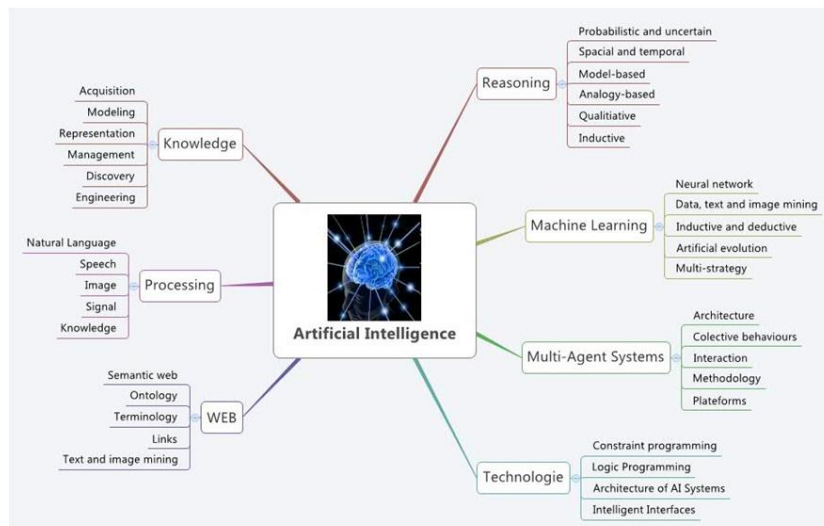 Artificial Intelligence
Reasoning
Probabilistic and uncertain
Spacial and temporal
Model-based
Analogy-based
Qualitiative
Inductive
Machine Learning
Neural network
Data, text and image mining
Inductive and deductive
Artificial evolution
Multi-strategy
Multi-Agent Systems
Architecture
Colective behaviours
Interaction
Methodology
Plateforms
Technologie
Constraint programming
Logic Programming
Architecture of AI Systems
Intelligent Interfaces
Knowledge
Acquisition
Modeling
Representation
Management
Discovery
Engineering
Processing
Natural Language
Speech
Image
Signal
Knowledge
WEB
Semantic web
Ontology
Terminology
Links
Text and image mining